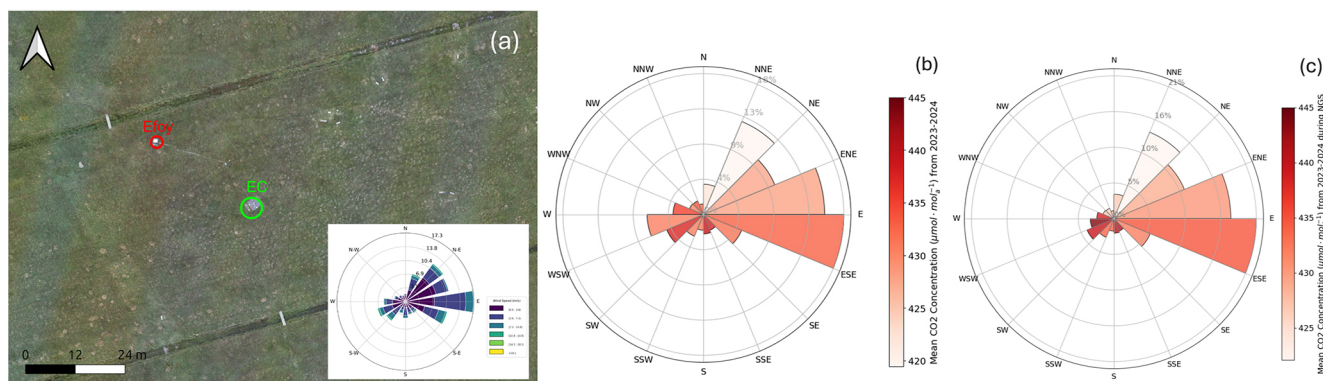 (a)
Efoy
EC
0 12 24 m
N
N-E
E
S-E
S
S-W
W
N-W
17.3
13.8
10.4
6.9
Wind Speed (m/s)
(b)
N
NNE
NE
ENE
E
ESE
SE
SSE
S
SSW
SW
WSW
W
WNW
NW
NNW
18%
13%
9%
4%
445
440
435
430
425
420
Mean CO2 Concentration (μmol · mol_a^-1) from 2023-2024
(c)
N
NNE
NE
ENE
E
ESE
SE
SSE
S
SSW
SW
WSW
W
WNW
NW
NNW
21%
16%
10%
5%
445
440
435
430
425
Mean CO2 Concentration (μmol · mol_a^-1) from 2023-2024 during NGS